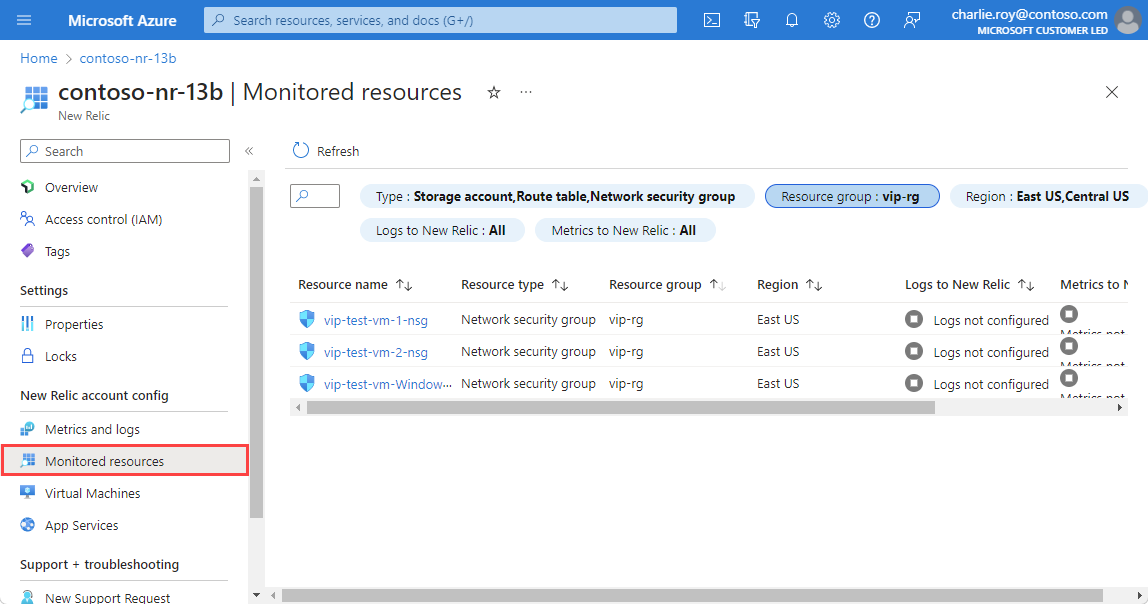 Microsoft Azure
Search resources, services, and docs (G+/)
charlie.roy@contoso.com
MICROSOFT CUSTOMER LED
Home > contoso-nr-13b
contoso-nr-13b | Monitored resources
New Relic
Search
Refresh
Overview
Access control (IAM)
Tags
Settings
Properties
Locks
New Relic account config
Metrics and logs
Monitored resources
Virtual Machines
App Services
Support + troubleshooting
New Support Request
Type : Storage account,Route table,Network security group
Resource group : vip-rg
Region : East US,Central US
Logs to New Relic : All
Metrics to New Relic : All
Resource name Resource type Resource group Region Logs to New Relic Metrics to
vip-test-vm-1-nsg Network security group vip-rg East US Logs not configured Metrics not
vip-test-vm-2-nsg Network security group vip-rg East US Logs not configured Metrics not
vip-test-vm-Window... Network security group vip-rg East US Logs not configured Metrics not